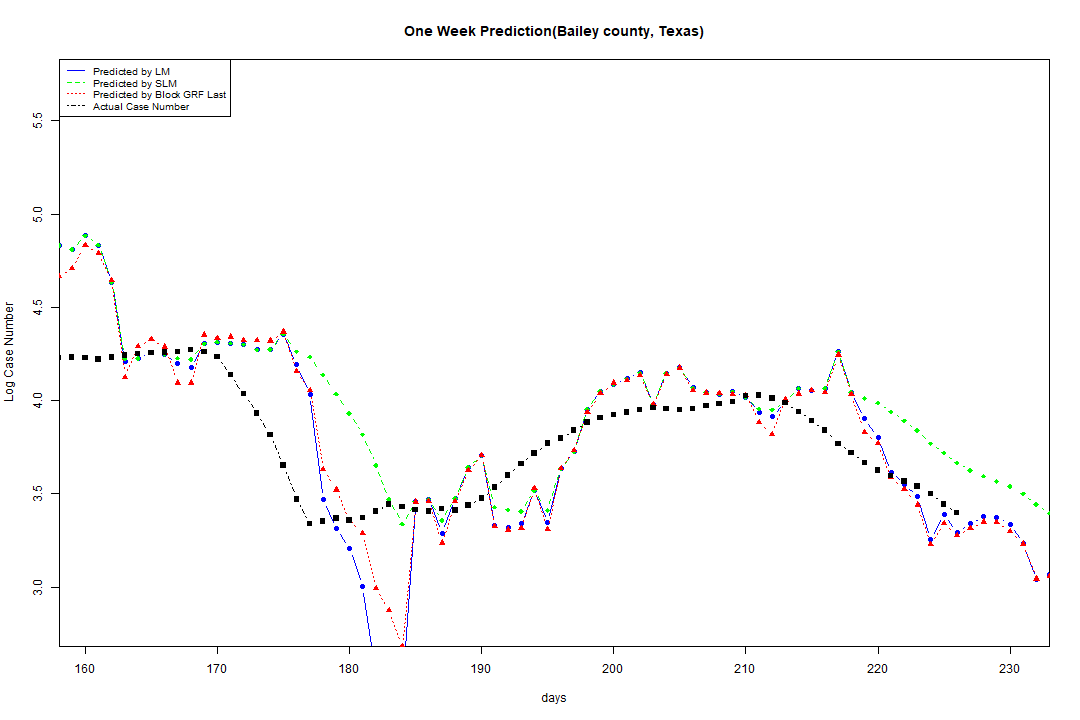 One Week Prediction(Bailey county, Texas)
Predicted by LM
Predicted by SLM
Predicted by Block GRF Last
Actual Case Number
Log Case Number
5.5
5.0
4.5
4.0
3.5
3.0
160 170 180 190 200 210 220 230
days